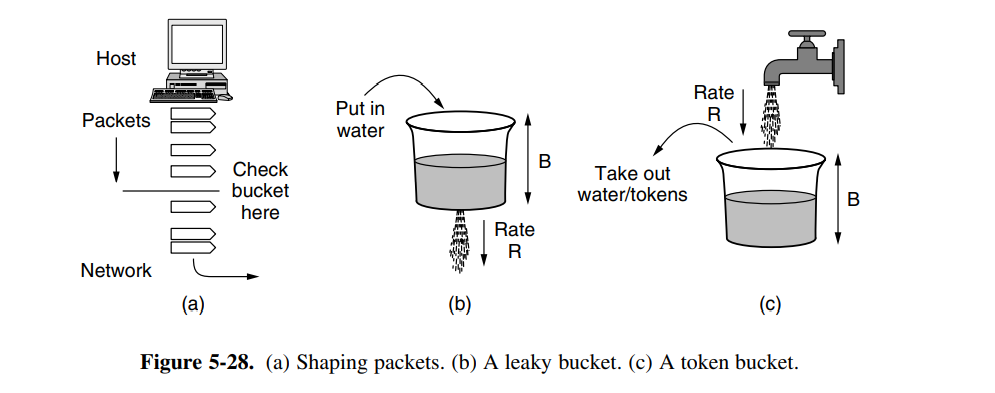 Host
Packets
Check
bucket
here
Network
(a)
Put in
water
B
Rate
R
(b)
Rate
R
Take out
water/tokens
B
(c)
Figure 5-28. (a) Shaping packets. (b) A leaky bucket. (c) A token bucket.